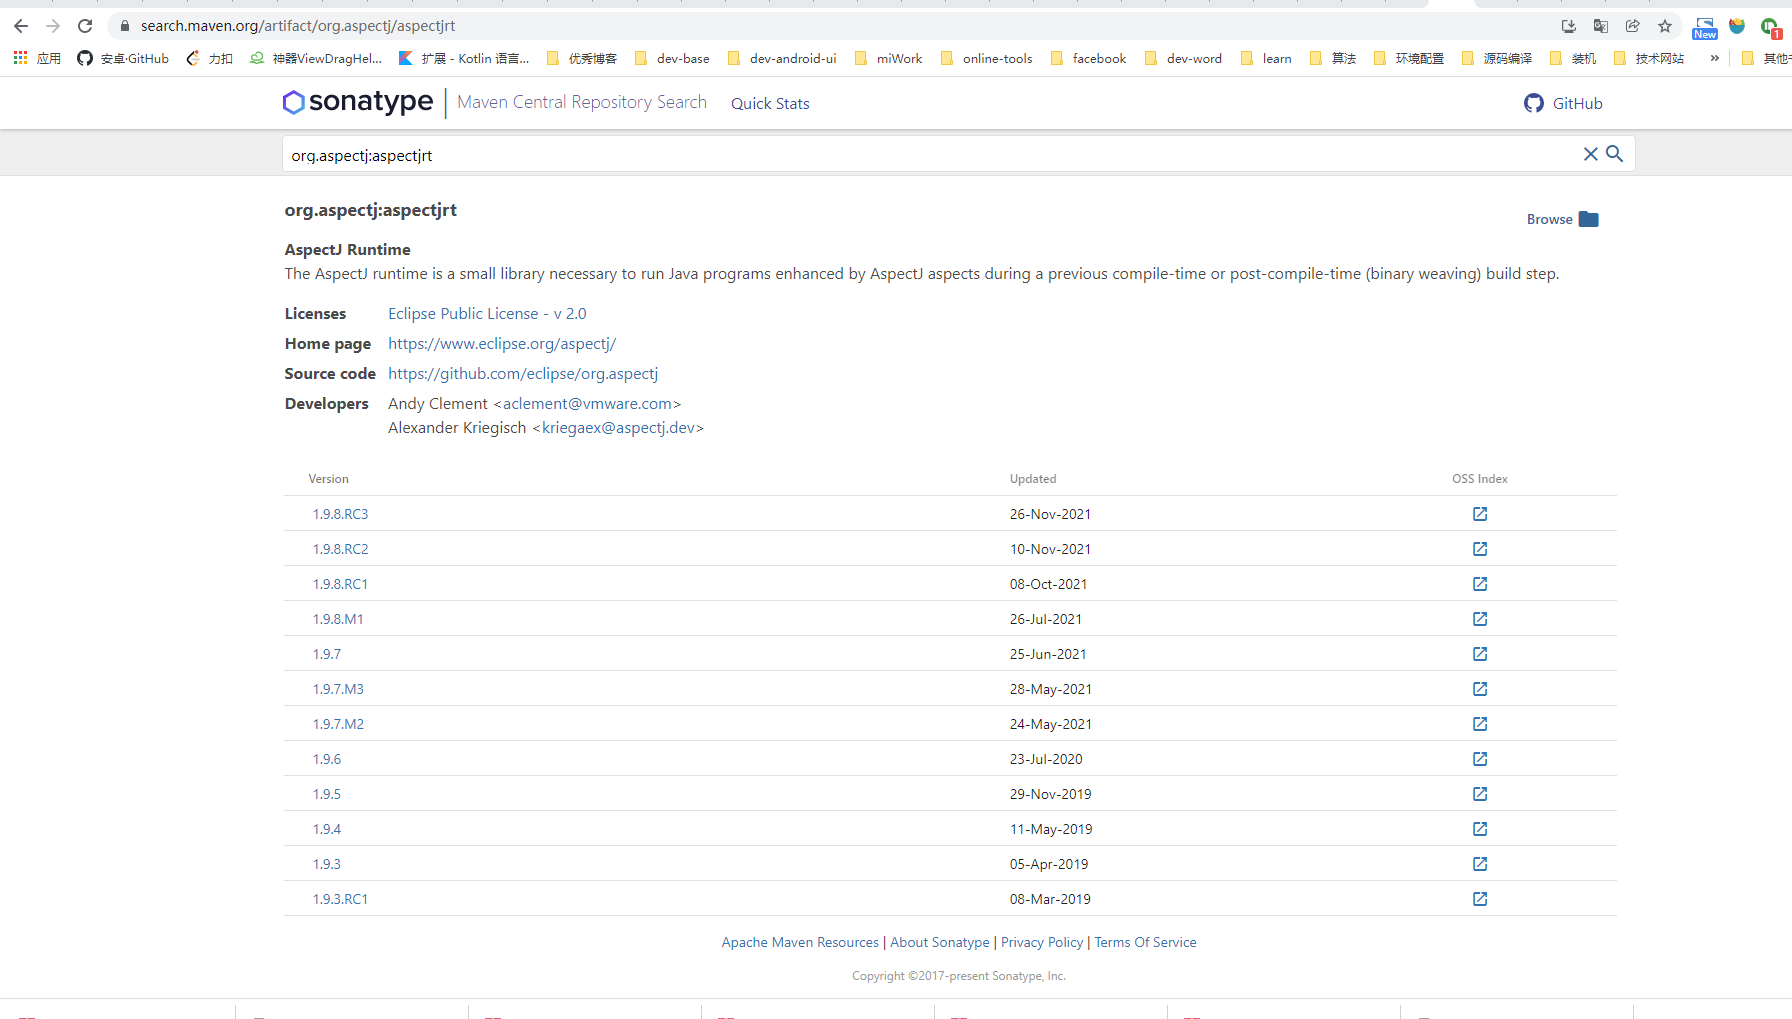 search.maven.org/artifact/org.aspectj/aspectjrt
New
1
应用
安卓·GitHub
力扣
神器ViewDragHel...
扩展 - Kotlin 语言...
优秀博客
dev-base
dev-android-ui
miWork
online-tools
facebook
dev-word
learn
算法
环境配置
源码编译
装机
技术网站
»
sonatype
Maven Central Repository Search
Quick Stats
GitHub
org.aspectj:aspectjrt
org.aspectj:aspectjrt
Browse
AspectJ Runtime
The AspectJ runtime is a small library necessary to run Java programs enhanced by AspectJ aspects during a previous compile-time or post-compile-time (binary weaving) build step.
Licenses Eclipse Public License - v 2.0
Home page https://www.eclipse.org/aspectj/
Source code https://github.com/eclipse/org.aspectj
Developers Andy Clement <aclement@vmware.com>
Alexander Kriegisch <kriegaex@aspectj.dev>
Version Updated OSS Index
1.9.8.RC3 26-Nov-2021
1.9.8.RC2 10-Nov-2021
1.9.8.RC1 08-Oct-2021
1.9.8.M1 26-Jul-2021
1.9.7 25-Jun-2021
1.9.7.M3 28-May-2021
1.9.7.M2 24-May-2021
1.9.6 23-Jul-2020
1.9.5 29-Nov-2019
1.9.4 11-May-2019
1.9.3 05-Apr-2019
1.9.3.RC1 08-Mar-2019
Apache Maven Resources | About Sonatype | Privacy Policy | Terms Of Service
Copyright ©2017-present Sonatype, Inc.